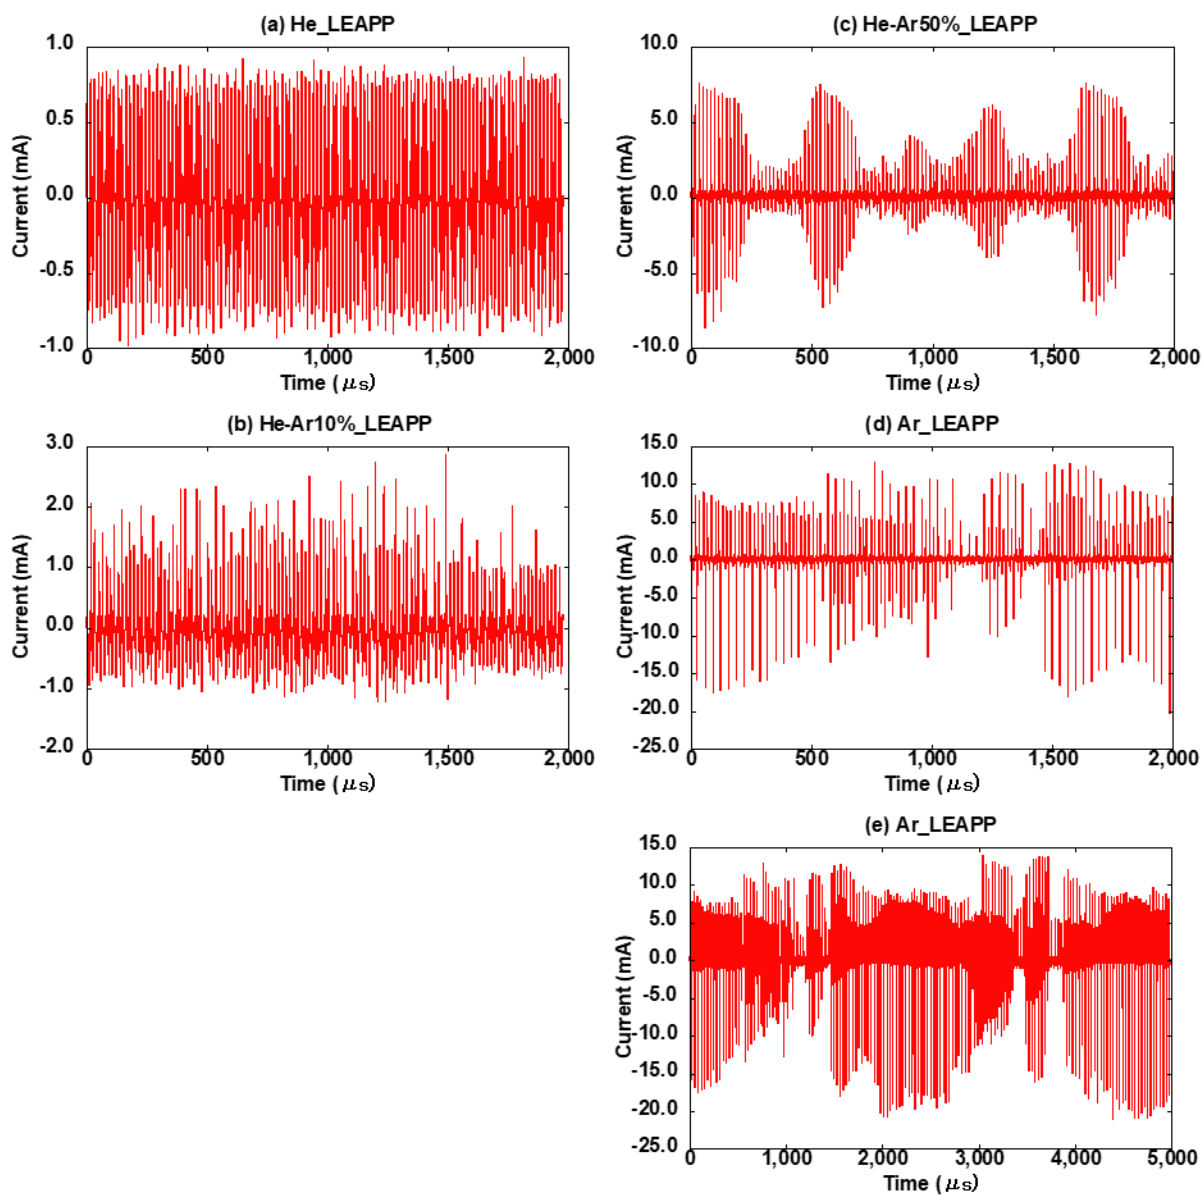 (a) He_LEAPP
1.0
0.5
0.0
-0.5
-1.0
Current (mA)
0 500 1,000 1,500 2,000
Time (μs)
(b) He-Ar10%_LEAPP
3.0
2.0
1.0
0.0
-1.0
-2.0
Current (mA)
0 500 1,000 1,500 2,000
Time (μs)
(c) He-Ar50%_LEAPP
10.0
5.0
0.0
-5.0
-10.0
Current (mA)
0 500 1,000 1,500 2,000
Time (μs)
(d) Ar_LEAPP
15.0
10.0
5.0
0.0
-5.0
-10.0
-15.0
-20.0
-25.0
Current (mA)
0 500 1,000 1,500 2,000
Time (μs)
(e) Ar_LEAPP
15.0
10.0
5.0
0.0
-5.0
-10.0
-15.0
-20.0
-25.0
Current (mA)
0 1,000 2,000 3,000 4,000 5,000
Time (μs)